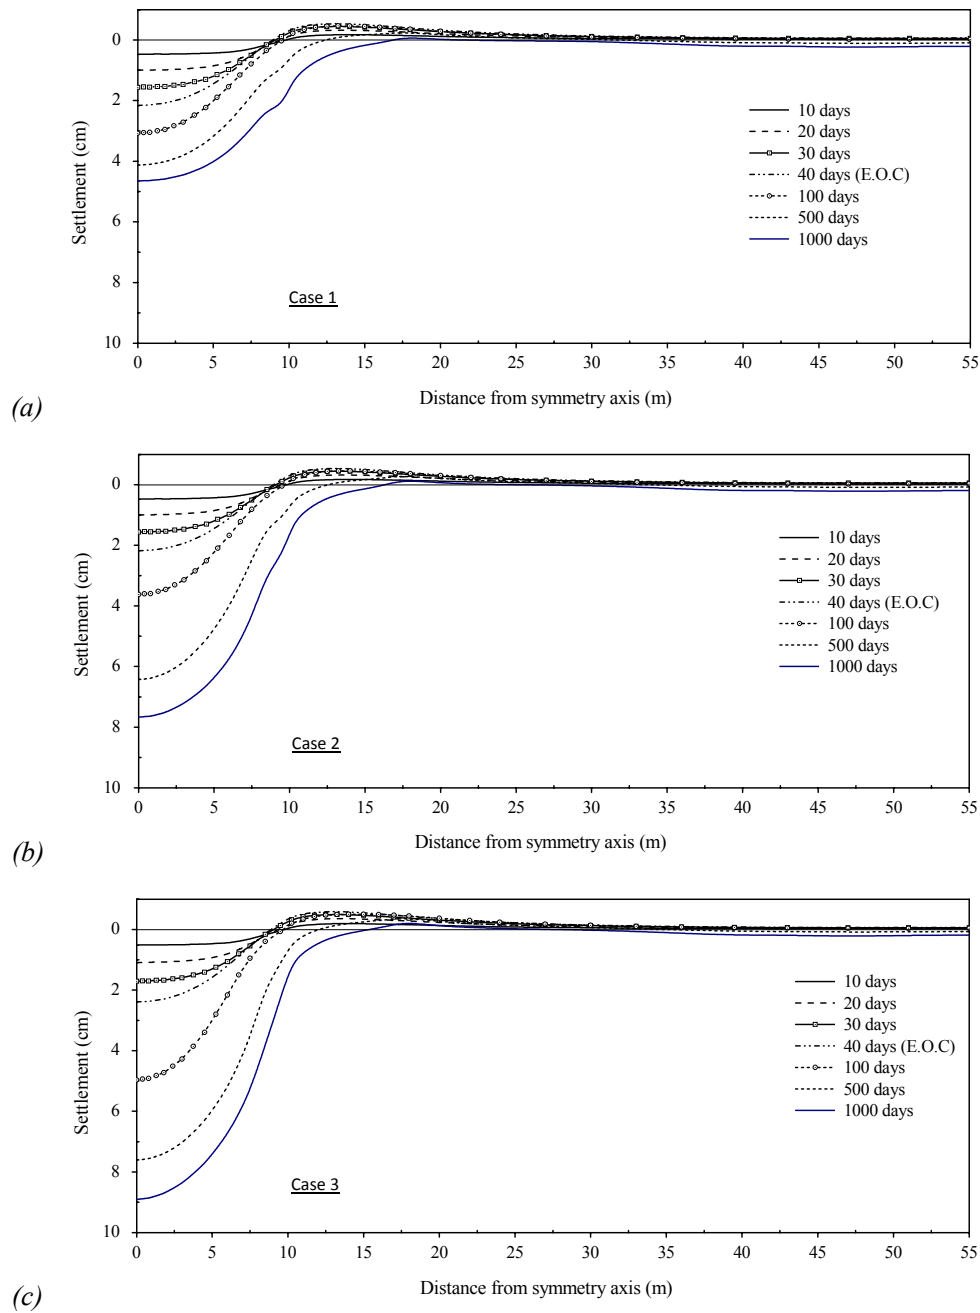 0
2
4
6
8
10
Settlement (cm)
10 days
20 days
30 days
40 days (E.O.C)
100 days
500 days
1000 days
Case 1
0 5 10 15 20 25 30 35 40 45 50 55
Distance from symmetry axis (m)
(a)
0
2
4
6
8
10
Settlement (cm)
10 days
20 days
30 days
40 days (E.O.C)
100 days
500 days
1000 days
Case 2
0 5 10 15 20 25 30 35 40 45 50 55
Distance from symmetry axis (m)
(b)
0
2
4
6
8
10
Settlement (cm)
10 days
20 days
30 days
40 days (E.O.C)
100 days
500 days
1000 days
Case 3
0 5 10 15 20 25 30 35 40 45 50 55
Distance from symmetry axis (m)
(c)